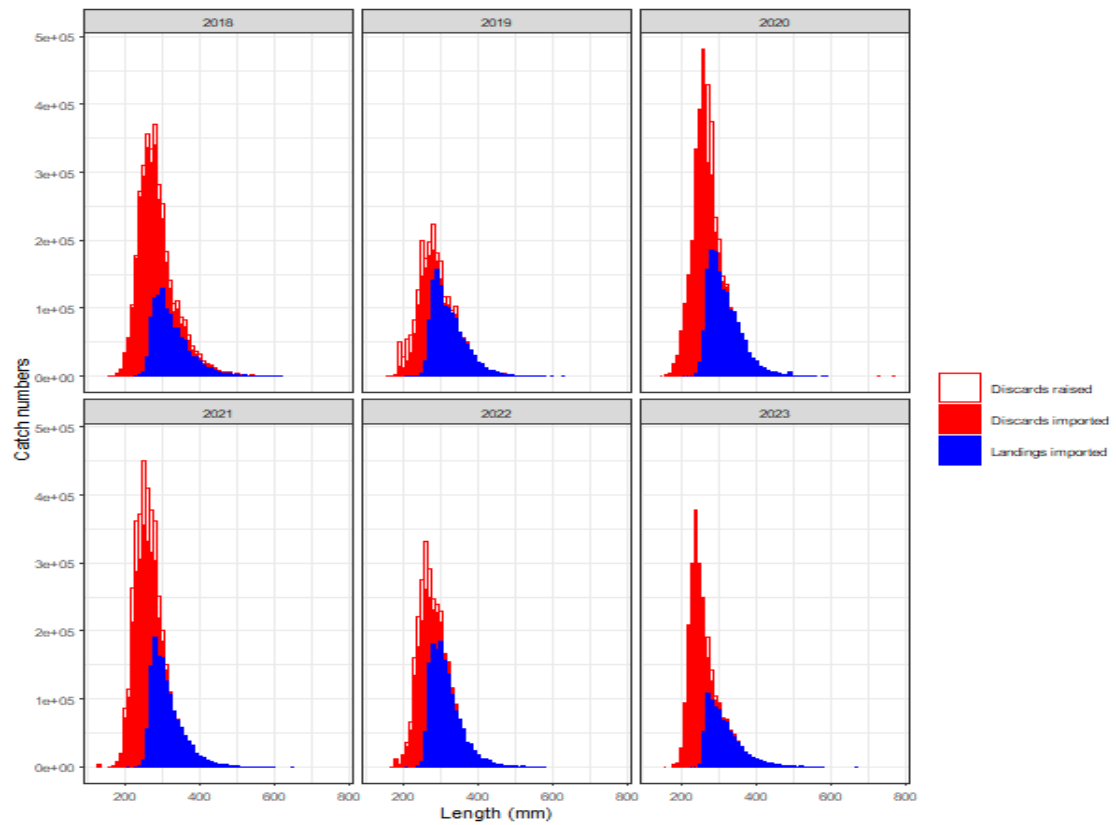 2018 2019 2020
5e+05
4e+05
3e+05
2e+05
1e+05
0e+00
2021 2022 2023
5e+05
4e+05
3e+05
2e+05
1e+05
0e+00
200 400 600 800 200 400 600 800 200 400 600 800
Length (mm)
Catch numbers
Discards raised
Discards imported
Landings imported